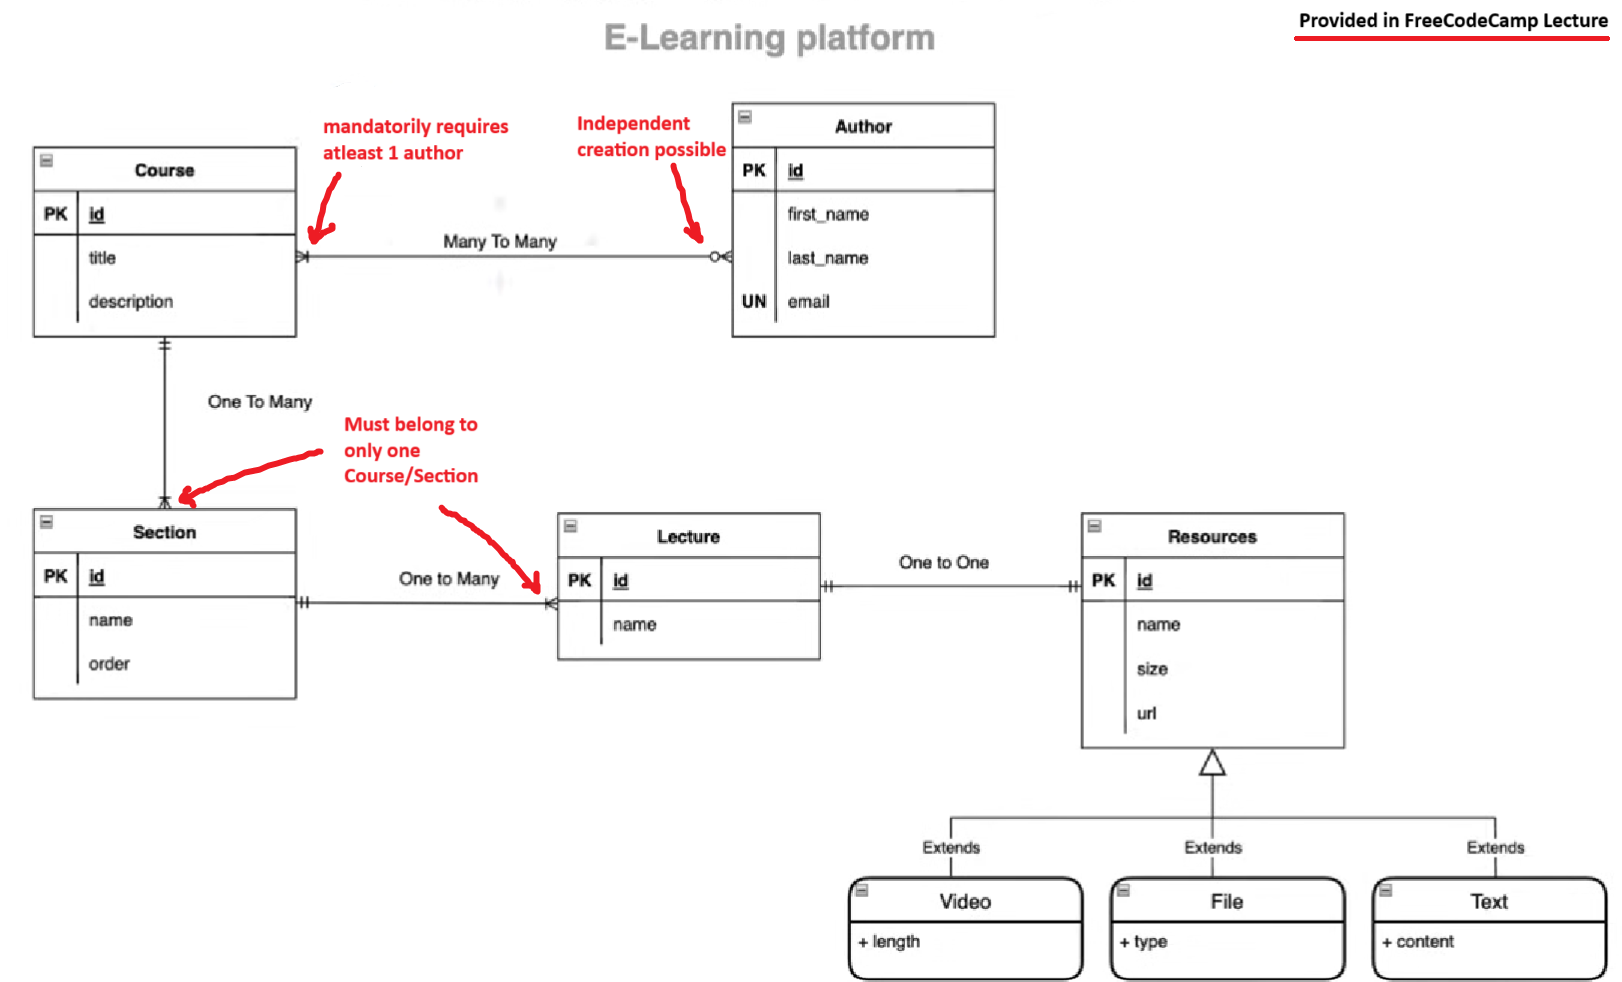 Provided in FreeCodeCamp Lecture
E-Learning platform
mandatorily requires
atleast 1 author
Independent
creation possible
Course
PK id
title
description
Many To Many
Author
PK id
first_name
last_name
UN email
One To Many
Must belong to
only one
Course/Section
Section
PK id
name
order
One to Many
Lecture
PK id
name
One to One
Resources
PK id
name
size
url
Extends
Extends
Extends
Video
+ length
File
+ type
Text
+ content